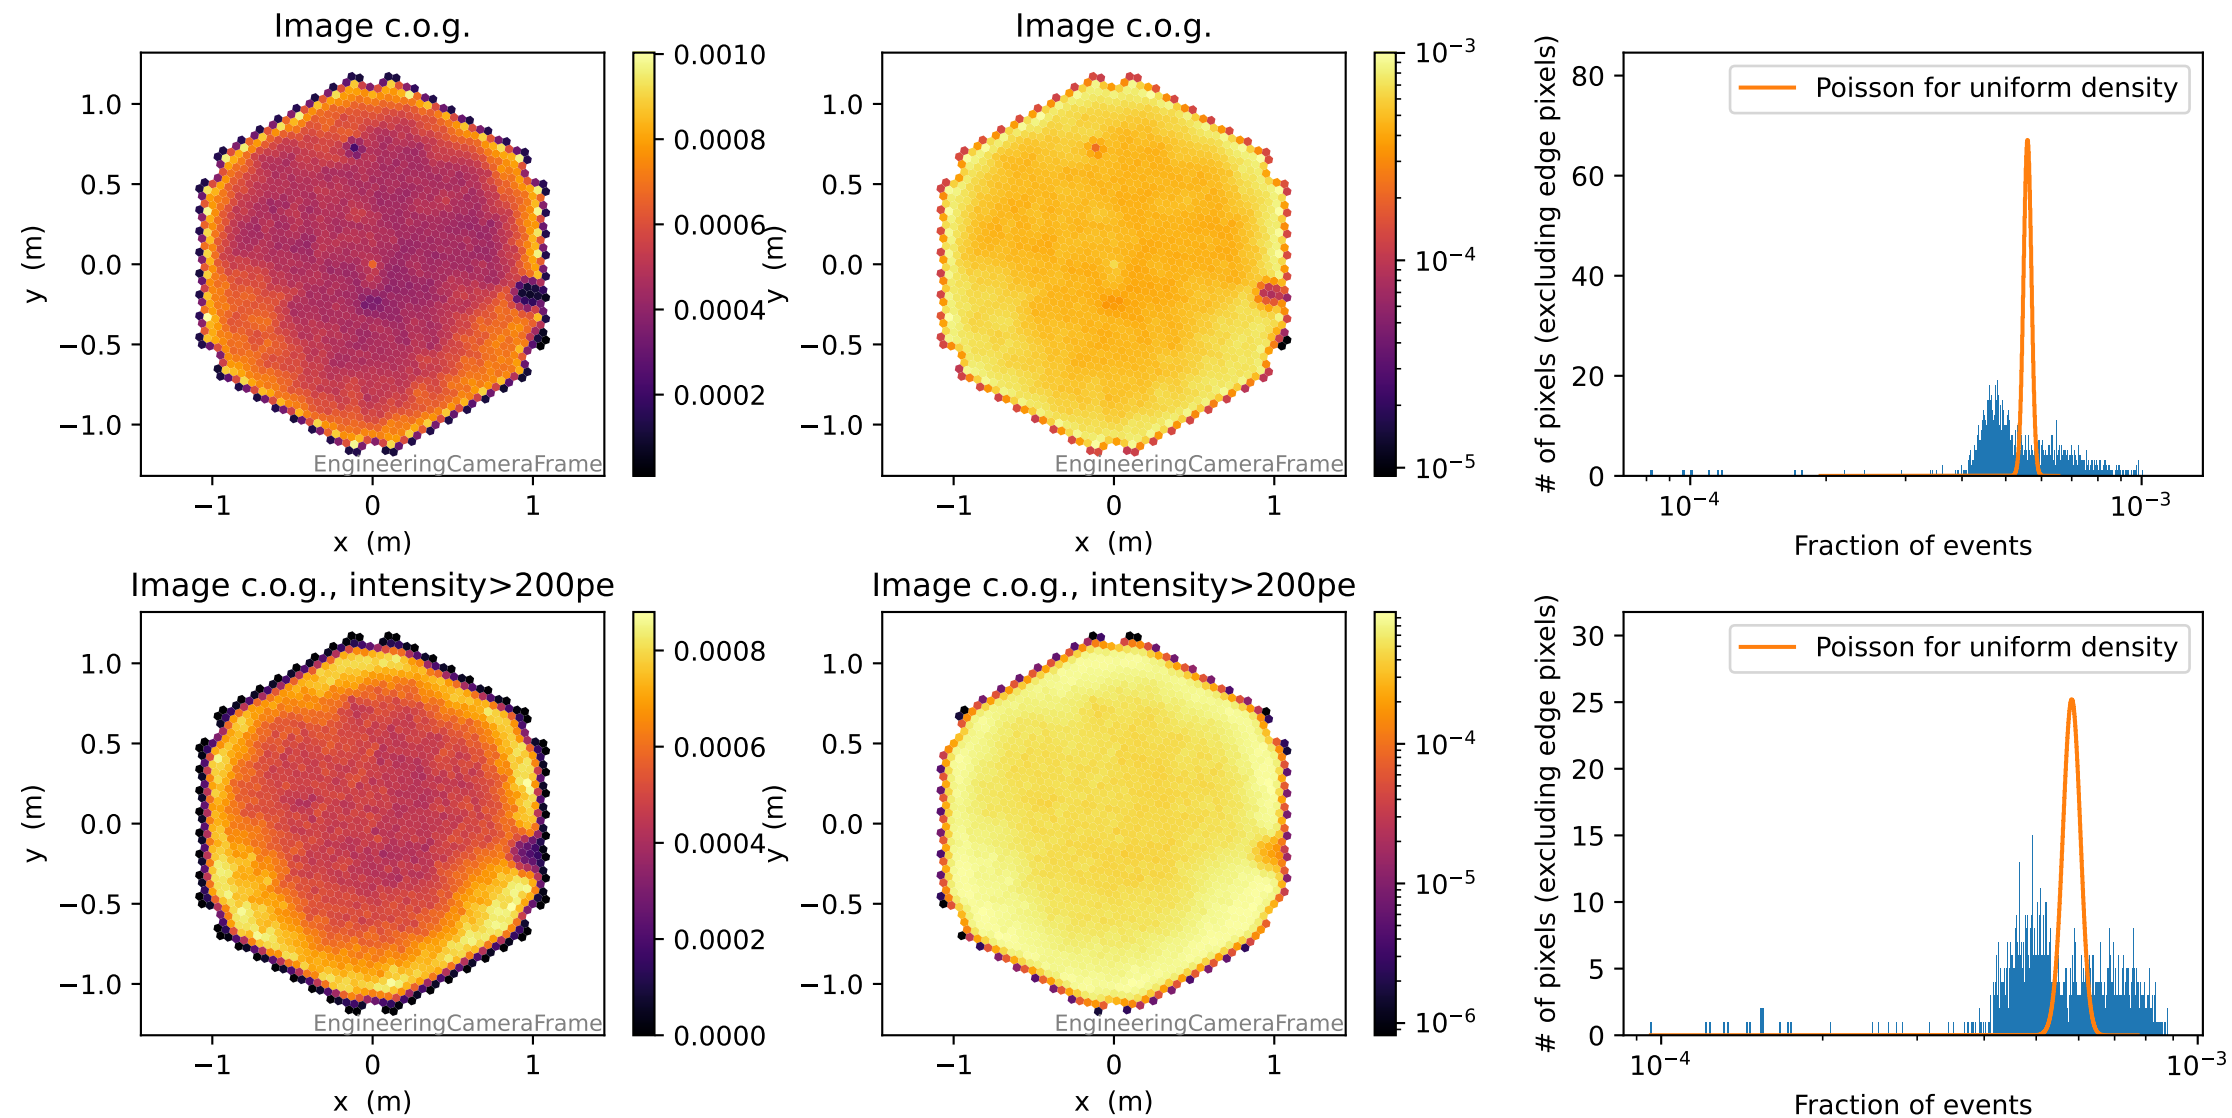 Image c.o.g.
1.0
0.5
0.0
−0.5
−1.0
−1
0
1
y (m)
x (m)
EngineeringCameraFrame
0.0010
0.0008
0.0006
0.0004
0.0002
Image c.o.g.
1.0
0.5
0.0
−0.5
−1.0
−1
0
1
y (m)
x (m)
EngineeringCameraFrame
10⁻³
10⁻⁴
10⁻⁵
Poisson for uniform density
80
60
40
20
0
10⁻⁴
10⁻³
# of pixels (excluding edge pixels)
Fraction of events
Image c.o.g., intensity>200pe
1.0
0.5
0.0
−0.5
−1.0
−1
0
1
y (m)
x (m)
EngineeringCameraFrame
0.0008
0.0006
0.0004
0.0002
0.0000
Image c.o.g., intensity>200pe
1.0
0.5
0.0
−0.5
−1.0
−1
0
1
y (m)
x (m)
EngineeringCameraFrame
10⁻⁴
10⁻⁵
10⁻⁶
Poisson for uniform density
30
25
20
15
10
5
0
10⁻⁴
10⁻³
# of pixels (excluding edge pixels)
Fraction of events